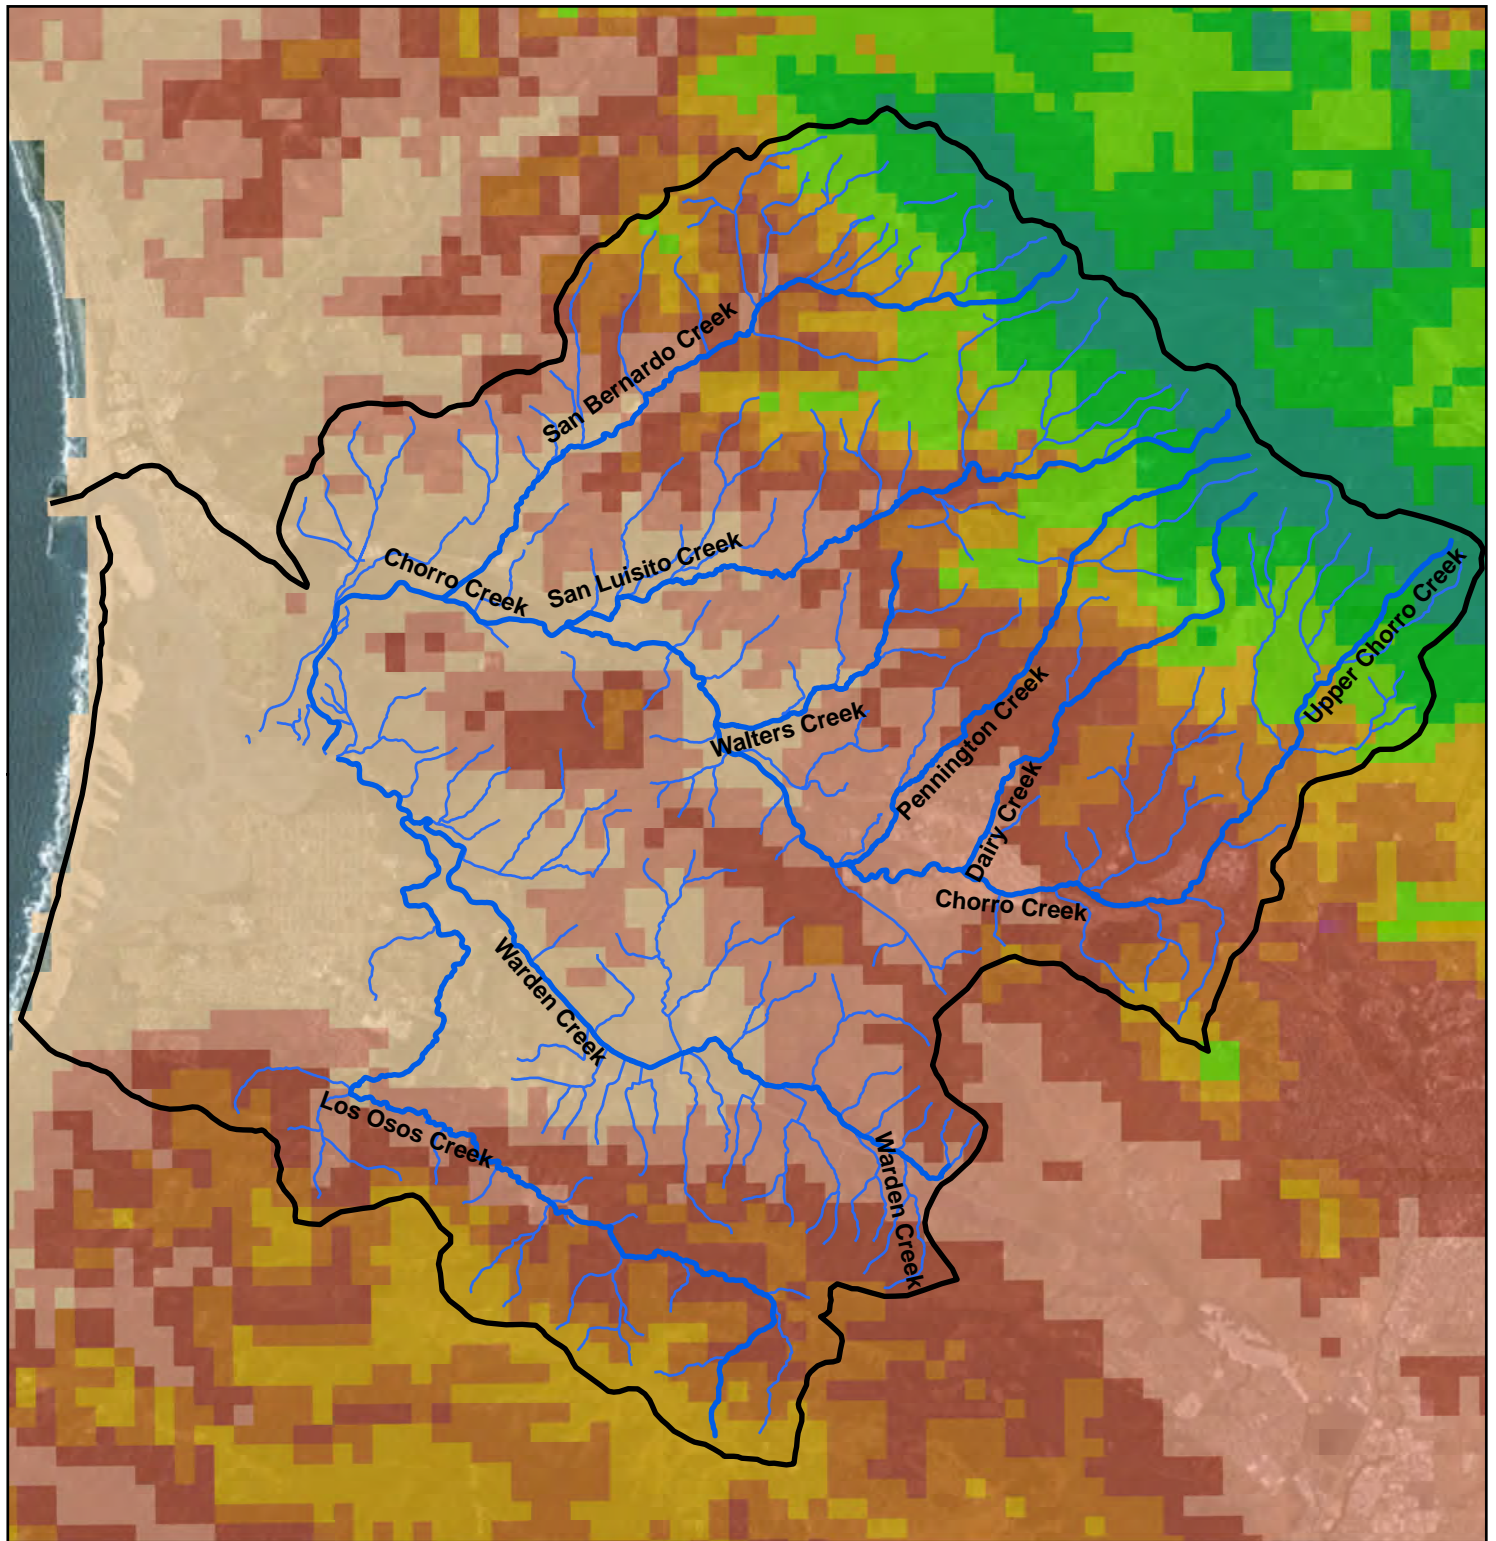 San Bernardo Creek
Chorro Creek
San Luisito Creek
Upper Chorro Creek
Walters Creek
Pennington Creek
Dairy Creek
Chorro Creek
Warden Creek
Los Osos Creek
Warden Creek